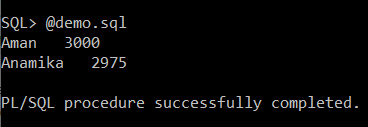 SQL> @demo.sql
Aman   3000
Anamika   2975
PL/SQL procedure successfully completed.